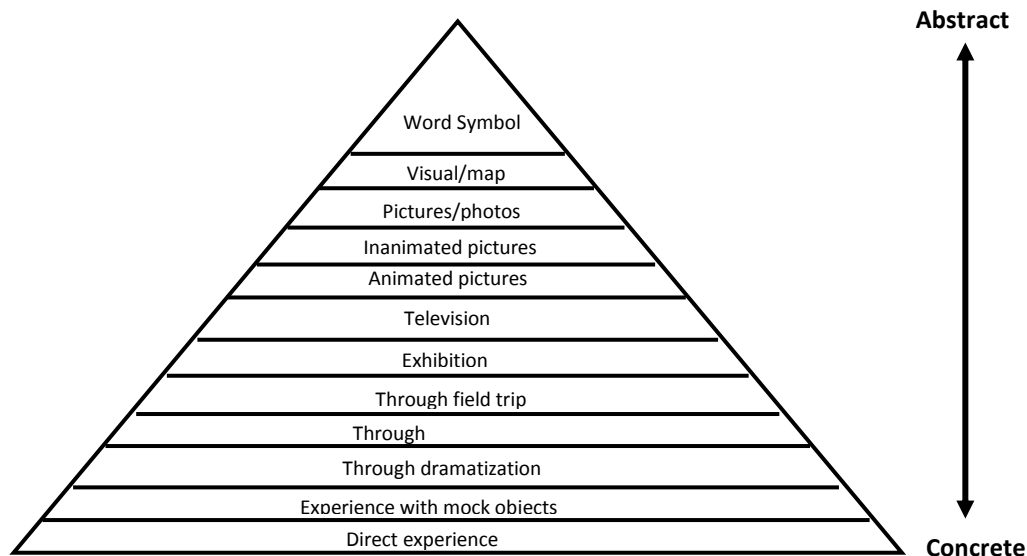 Abstract
Word Symbol
Visual/map
Pictures/photos
Inanimated pictures
Animated pictures
Television
Exhibition
Through field trip
Through
Through dramatization
Experience with mock objects
Direct experience
Concrete